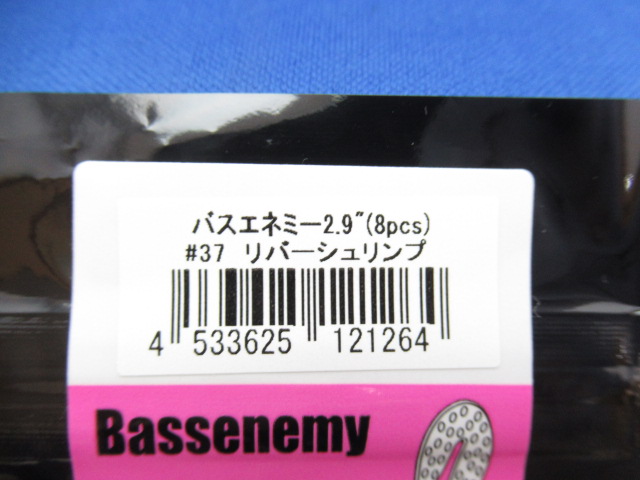 バスエネミー2.9"(8pcs)
#37 リバーシュリンプ
4 533625 121264
Bassenemy